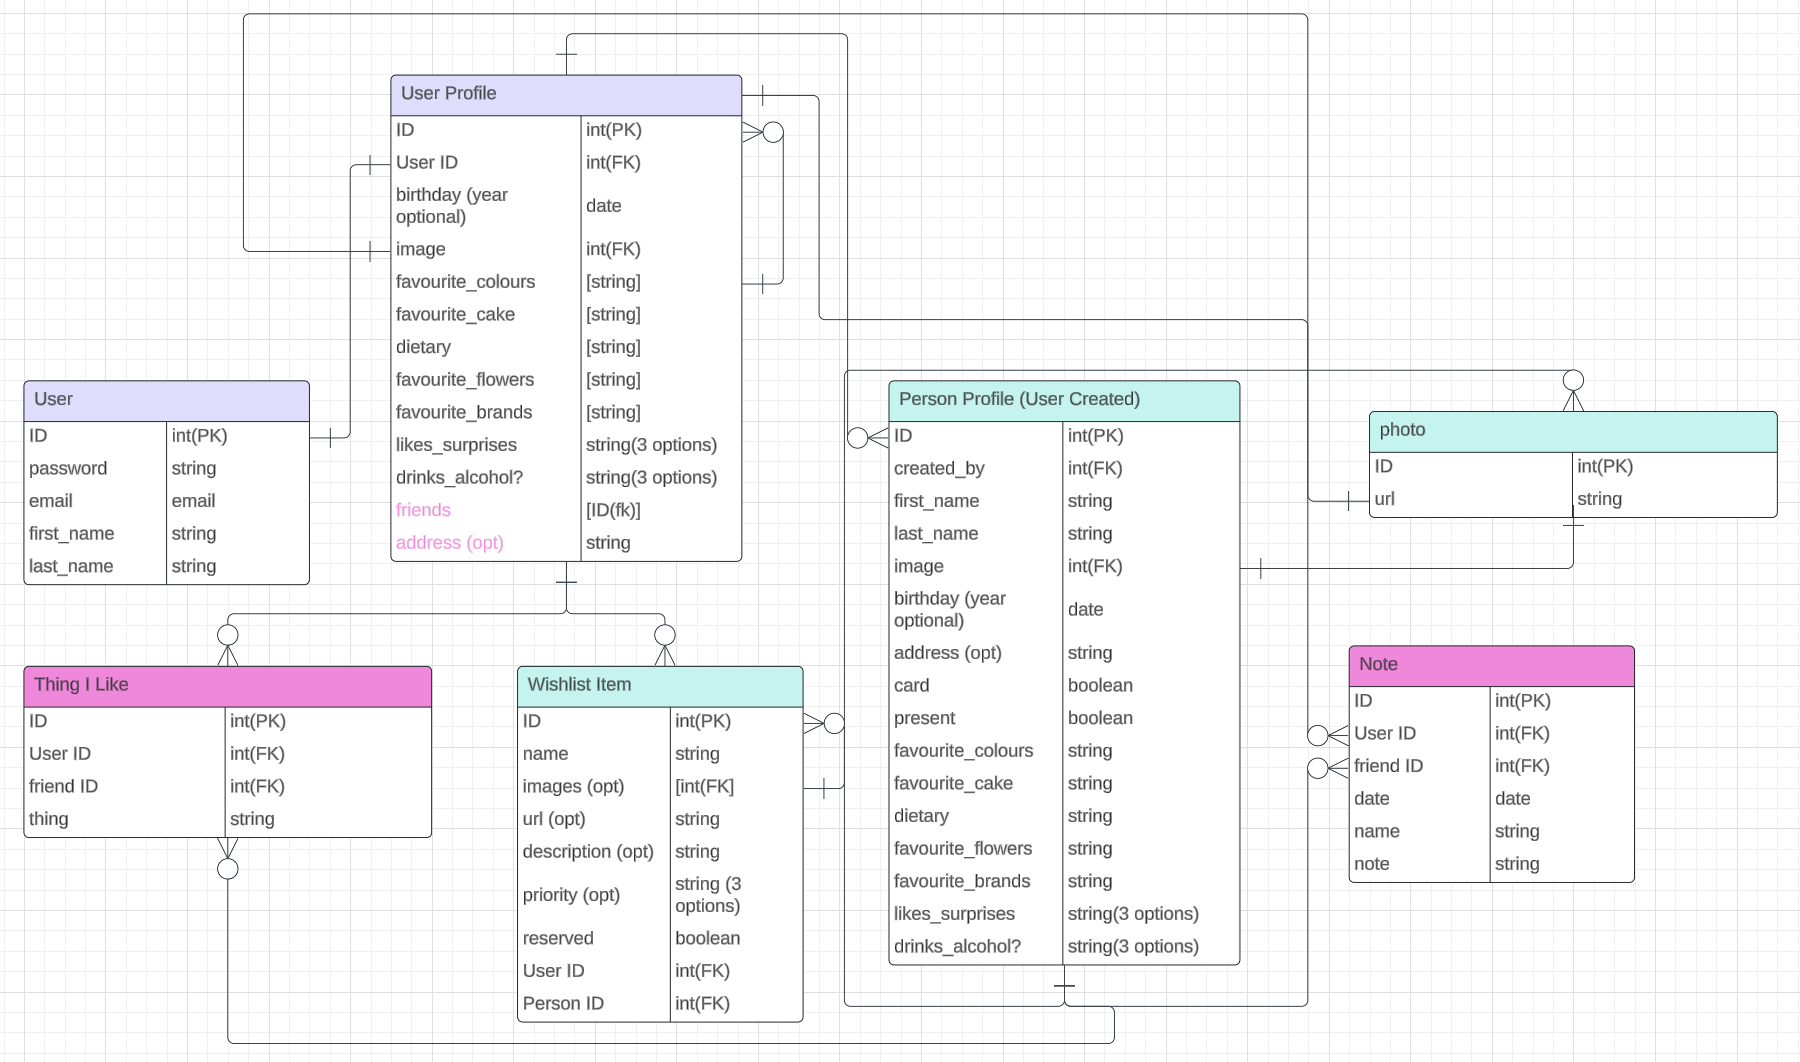 User Profile
ID int(PK)
User ID int(FK)
birthday (year
optional) date
image int(FK)
favourite_colours [string]
favourite_cake [string]
dietary [string]
favourite_flowers [string]
favourite_brands [string]
likes_surprises string(3 options)
drinks_alcohol? string(3 options)
friends [ID(fk)]
address (opt) string
User
ID int(PK)
password string
email email
first_name string
last_name string
Person Profile (User Created)
ID int(PK)
created_by int(FK)
first_name string
last_name string
image int(FK)
birthday (year
optional) date
address (opt) string
card boolean
present boolean
favourite_colours string
favourite_cake string
dietary string
favourite_flowers string
favourite_brands string
likes_surprises string(3 options)
drinks_alcohol? string(3 options)
photo
ID int(PK)
url string
Thing I Like
ID int(PK)
User ID int(FK)
friend ID int(FK)
thing string
Wishlist Item
ID int(PK)
name string
images (opt) [int(FK]
url (opt) string
description (opt) string
priority (opt) string (3
options)
reserved boolean
User ID int(FK)
Person ID int(FK)
Note
ID int(PK)
User ID int(FK)
friend ID int(FK)
date date
name string
note string